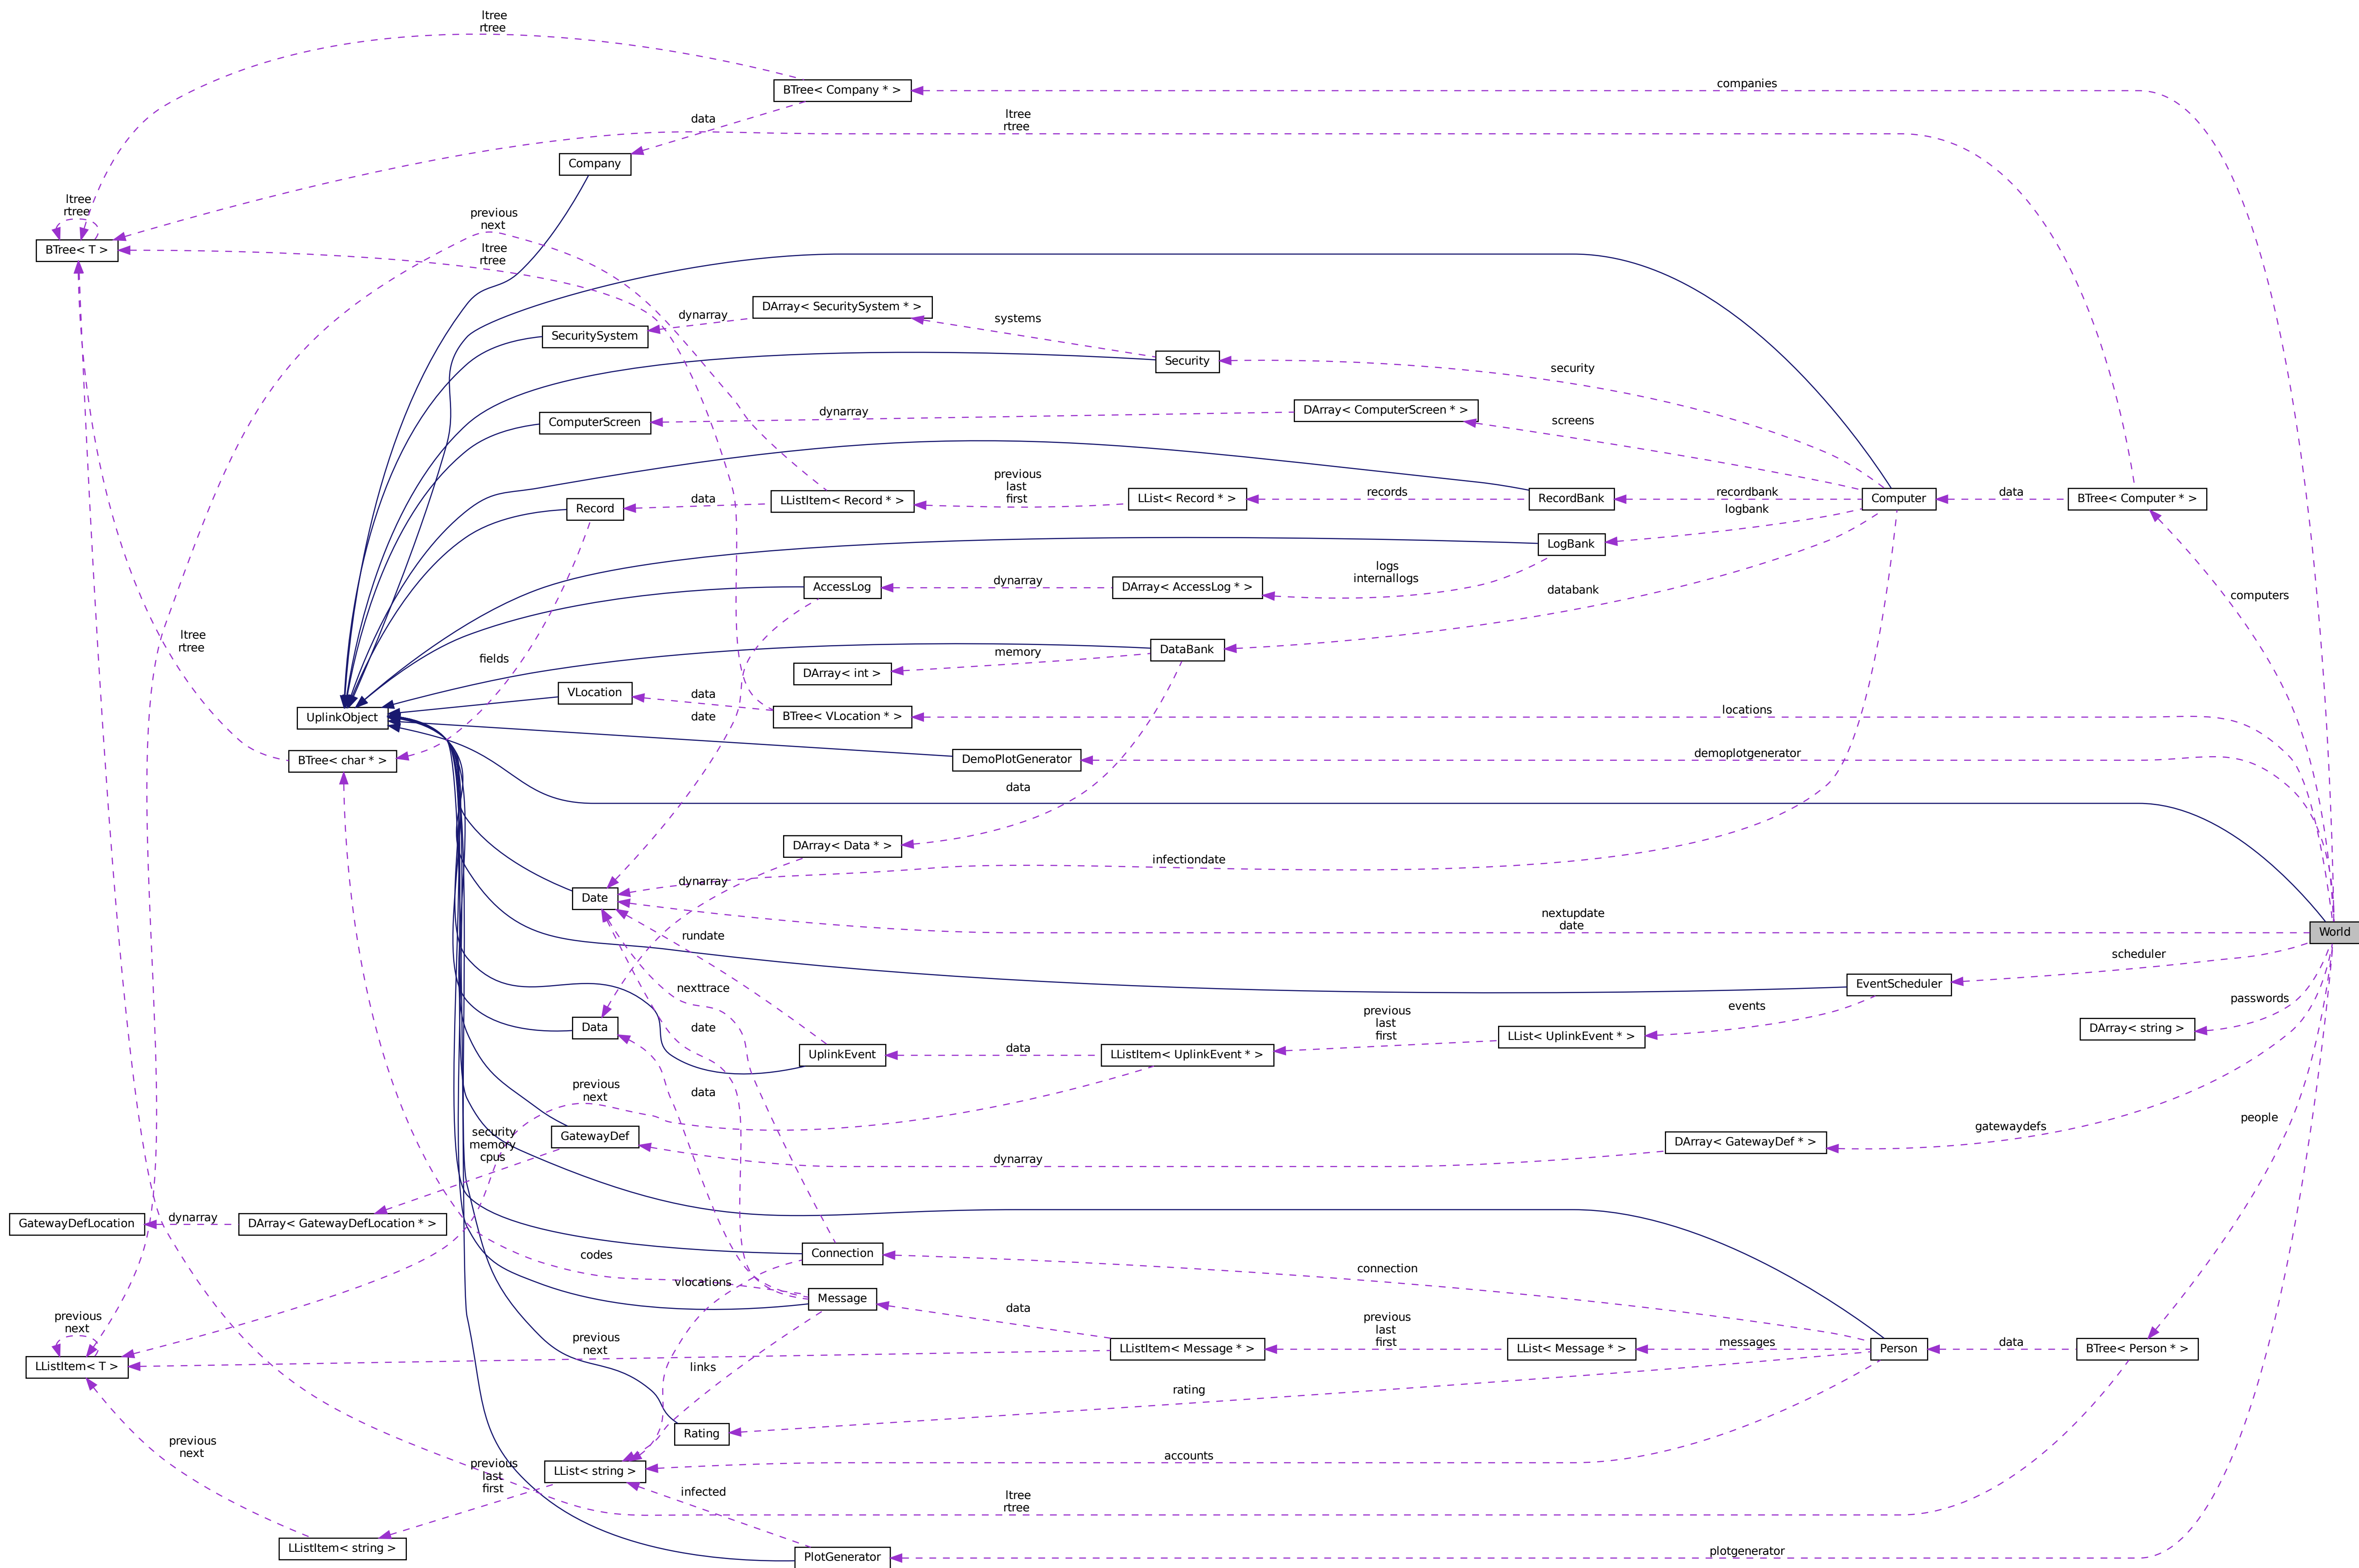 ltree
rtree
BTree< Company * >
companies
data
ltree
rtree
Company
ltree
rtree
previous
next
BTree< T >
ltree
rtree
DArray< SecuritySystem * >
dynarray
systems
SecuritySystem
Security
security
DArray< ComputerScreen * >
dynarray
screens
ComputerScreen
previous
last
first
LListItem< Record * >
data
Record
LList< Record * >
records
RecordBank
recordbank
logbank
Computer
data
BTree< Computer * >
LogBank
logs
internallogs
AccessLog
dynarray
DArray< AccessLog * >
databank
computers
ltree
rtree
fields
DataBank
memory
DArray< int >
VLocation
data
date
BTree< VLocation * >
locations
UplinkObject
BTree< char * >
DemoPlotGenerator
demoplotgenerator
data
DArray< Data * >
infectiondate
dynarray
Date
nextupdate
date
World
rundate
scheduler
EventScheduler
nexttrace
events
passwords
previous
last
first
Data
date
DArray< string >
LList< UplinkEvent * >
UplinkEvent
data
LListItem< UplinkEvent * >
previous
next
data
people
gatewaydefs
security
memory
cpus
GatewayDef
DArray< GatewayDef * >
dynarray
GatewayDefLocation
dynarray
DArray< GatewayDefLocation * >
codes
Connection
connection
vlocations
Message
data
previous
next
previous
next
previous
last
first
messages
LListItem< T >
LListItem< Message * >
LList< Message * >
Person
data
BTree< Person * >
links
rating
Rating
previous
next
accounts
previous
last
first
LList< string >
infected
ltree
rtree
LListItem< string >
PlotGenerator
plotgenerator